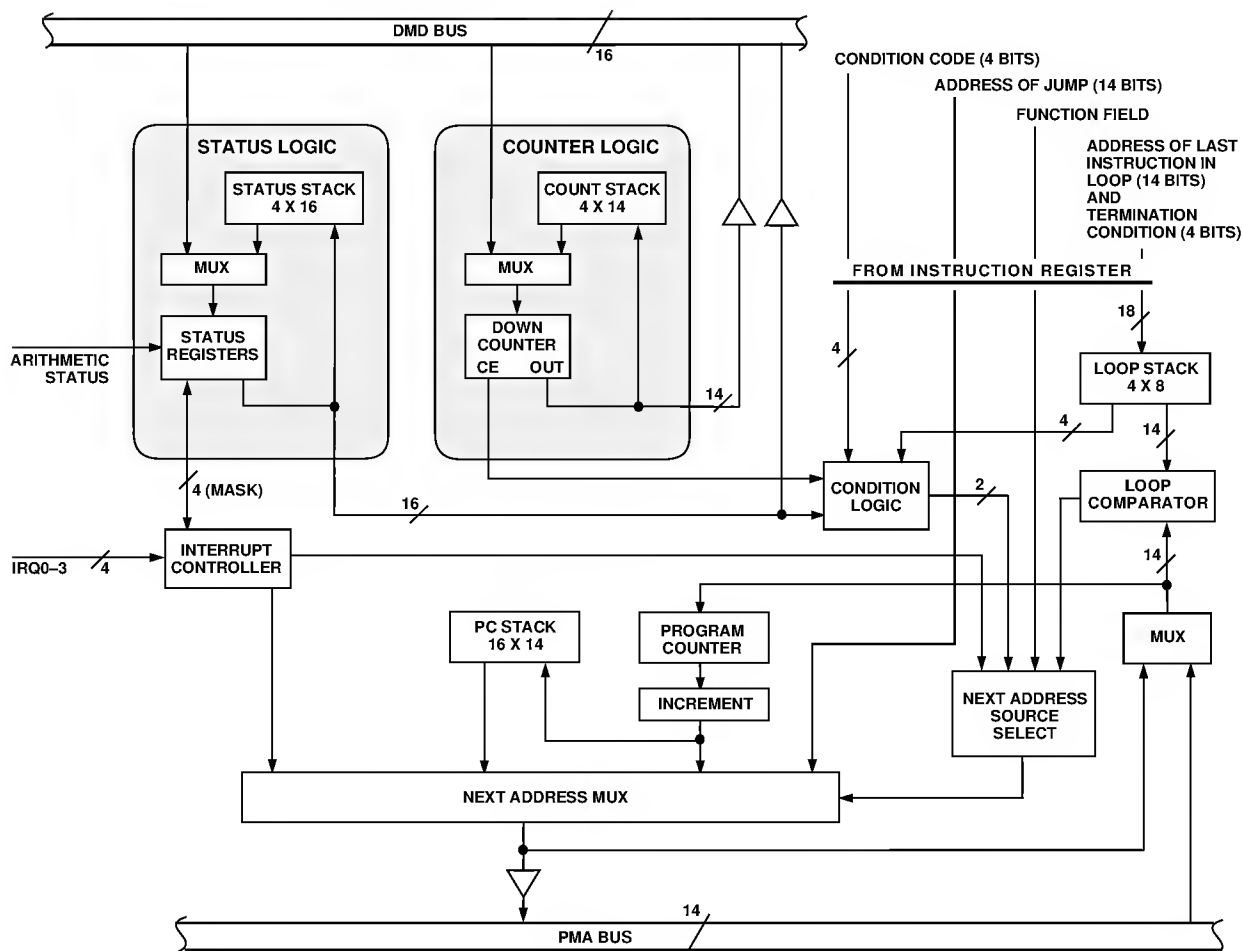 DMD BUS
16
CONDITION CODE (4 BITS)
ADDRESS OF JUMP (14 BITS)
FUNCTION FIELD
ADDRESS OF LAST
INSTRUCTION IN
LOOP (14 BITS)
AND
TERMINATION
CONDITION (4 BITS)
FROM INSTRUCTION REGISTER
STATUS LOGIC
STATUS STACK
4 X 16
MUX
STATUS
REGISTERS
ARITHMETIC
STATUS
COUNTER LOGIC
COUNT STACK
4 X 14
MUX
DOWN
COUNTER
CE OUT
14
4
18
LOOP STACK
4 X 8
4
14
LOOP
COMPARATOR
14
CONDITION
LOGIC
2
4 (MASK)
16
IRQ0–3
4
INTERRUPT
CONTROLLER
PC STACK
16 X 14
PROGRAM
COUNTER
INCREMENT
MUX
NEXT ADDRESS
SOURCE
SELECT
NEXT ADDRESS MUX
14
PMA BUS